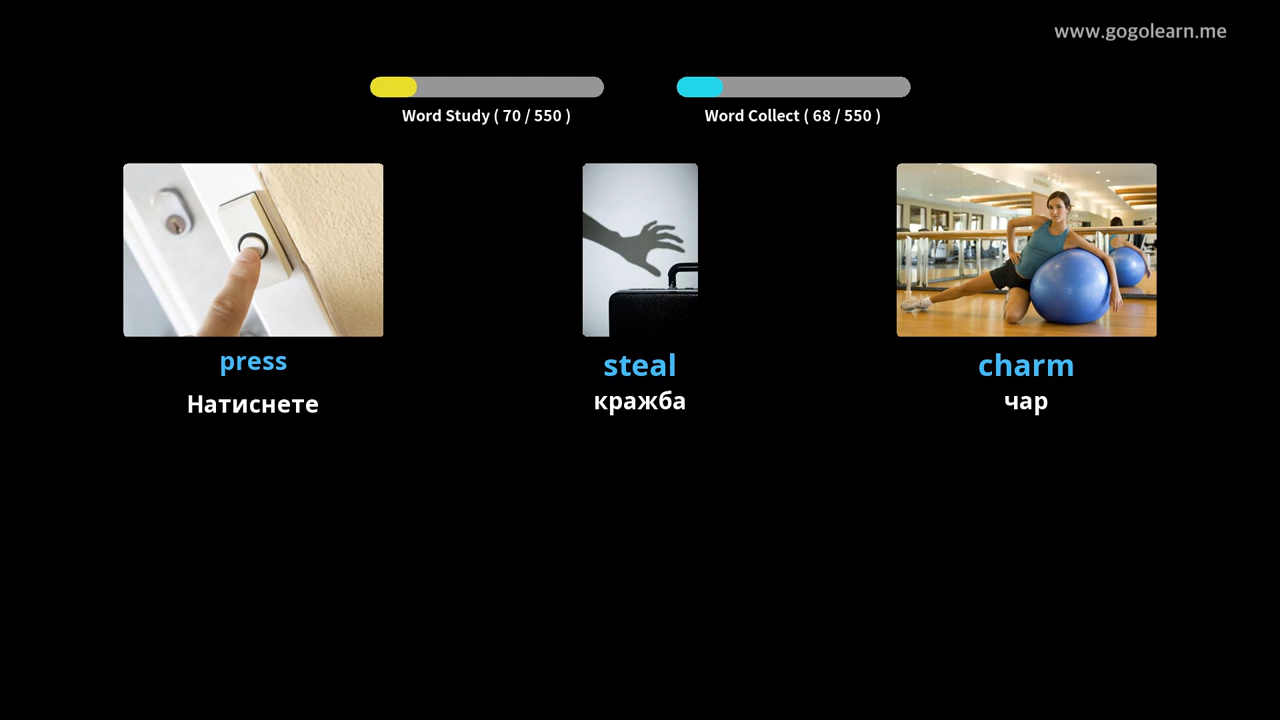 www.gogolearn.me
Word Study ( 70 / 550 )
Word Collect ( 68 / 550 )
press
Натиснете
steal
кражба
charm
чар